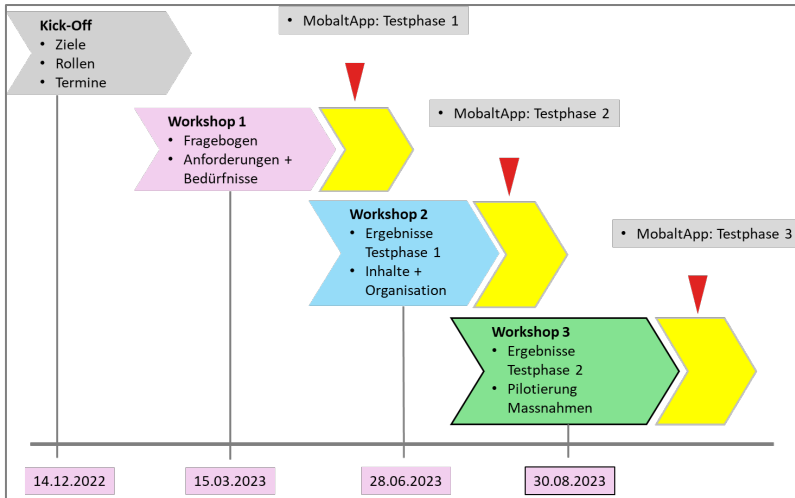 Kick-Off
• Ziele
• Rollen
• Termine
• MobaltApp: Testphase 1
Workshop 1
• Fragebogen
• Anforderungen +
Bedürfnisse
• MobaltApp: Testphase 2
Workshop 2
• Ergebnisse
Testphase 1
• Inhalte +
Organisation
• MobaltApp: Testphase 3
Workshop 3
• Ergebnisse
Testphase 2
• Pilotierung
Massnahmen
14.12.2022
15.03.2023
28.06.2023
30.08.2023